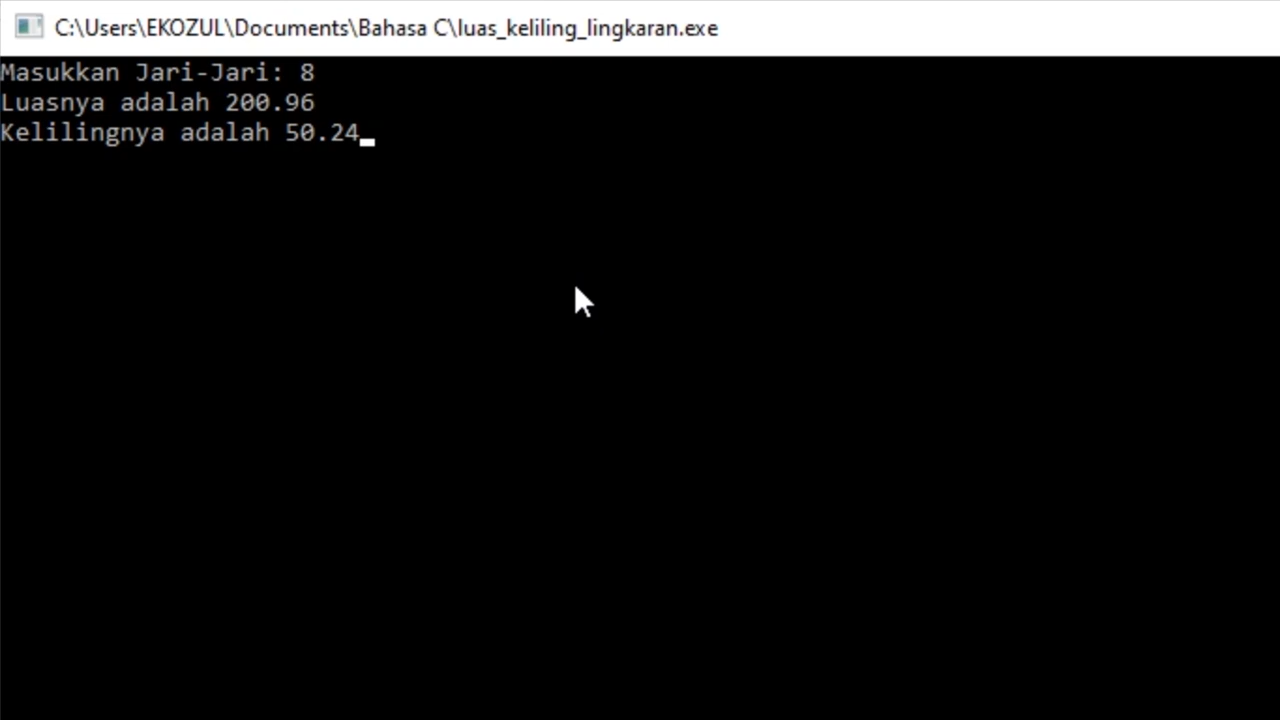 C:\Users\EKOZUL\Documents\Bahasa C\luas_keliling_lingkaran.exe
Masukkan Jari-Jari: 8
Luasnya adalah 200.96
Kelilingnya adalah 50.24